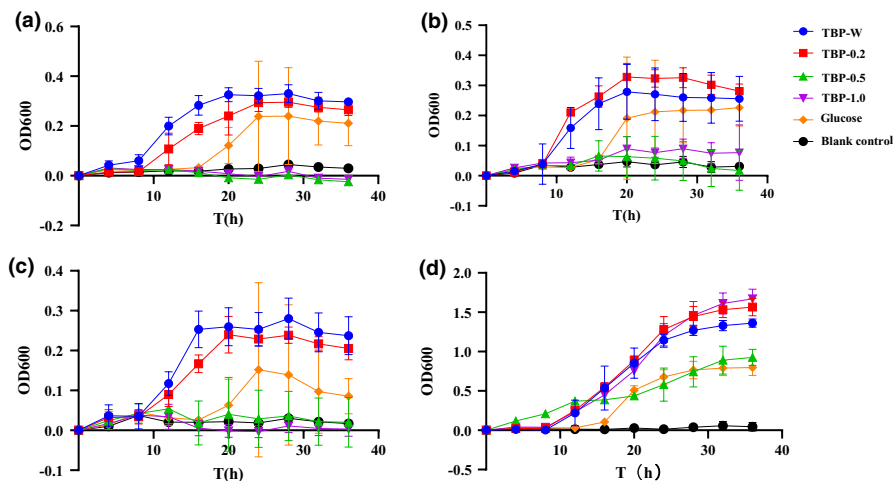 (a)
0.6
0.4
0.2
0.0
-0.2
OD600
10
20
30
40
T(h)
(b)
0.5
0.4
0.3
0.2
0.1
0.0
-0.1
OD600
10
20
30
40
T(h)
TBP-W
TBP-0.2
TBP-0.5
TBP-1.0
Glucose
Blank control
(c)
0.4
0.3
0.2
0.1
0.0
-0.1
OD600
10
20
30
40
T(h)
(d)
2.0
1.5
1.0
0.5
0.0
-0.5
OD600
10
20
30
40
T（h）